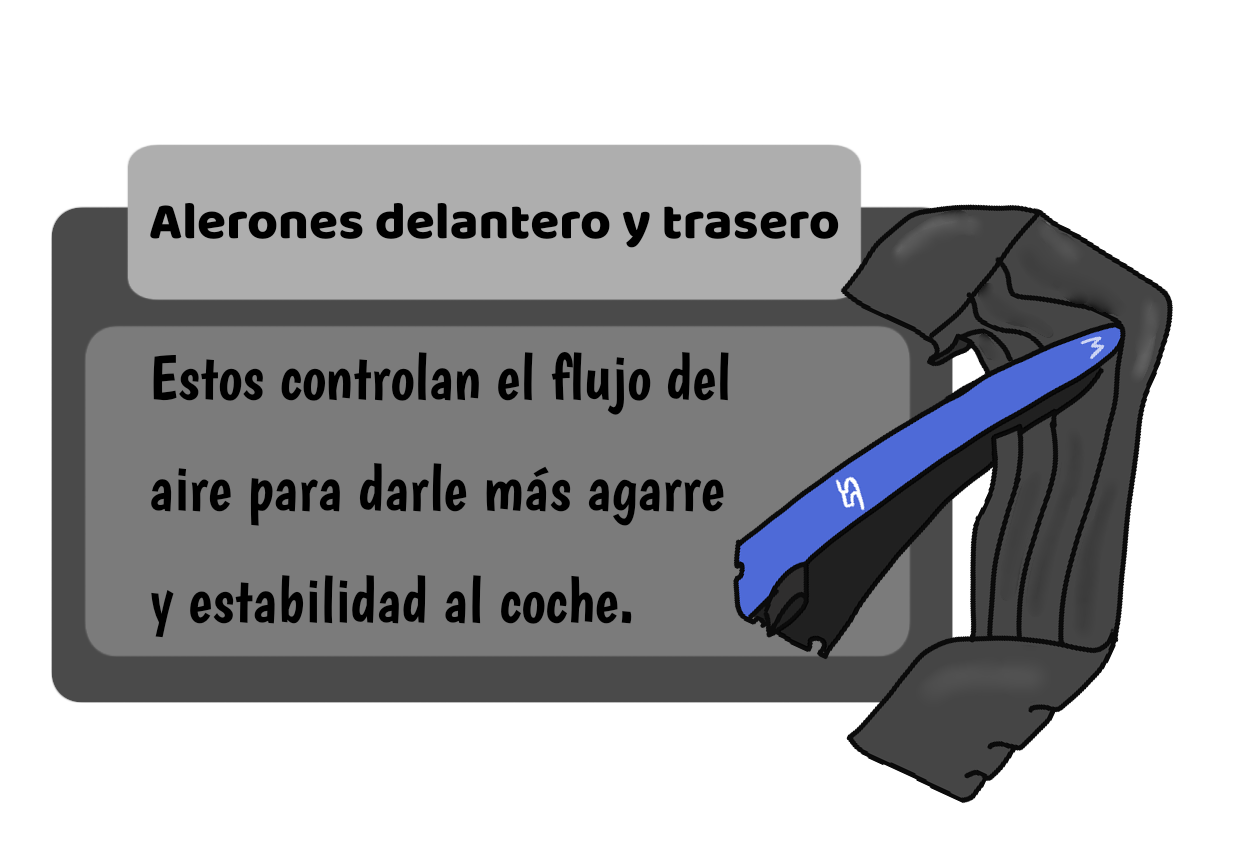 Alerones delantero y trasero
Estos controlan el flujo del
aire para darle más agarre
y estabilidad al coche.